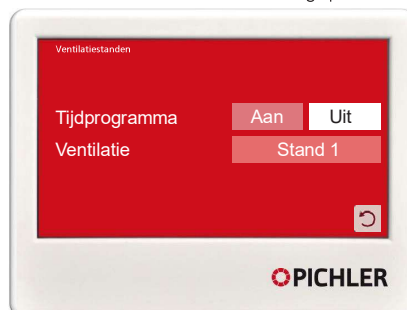 Ventilatiestanden
Tijdprogramma Aan Uit
Ventilatie Stand 1
PICHLER